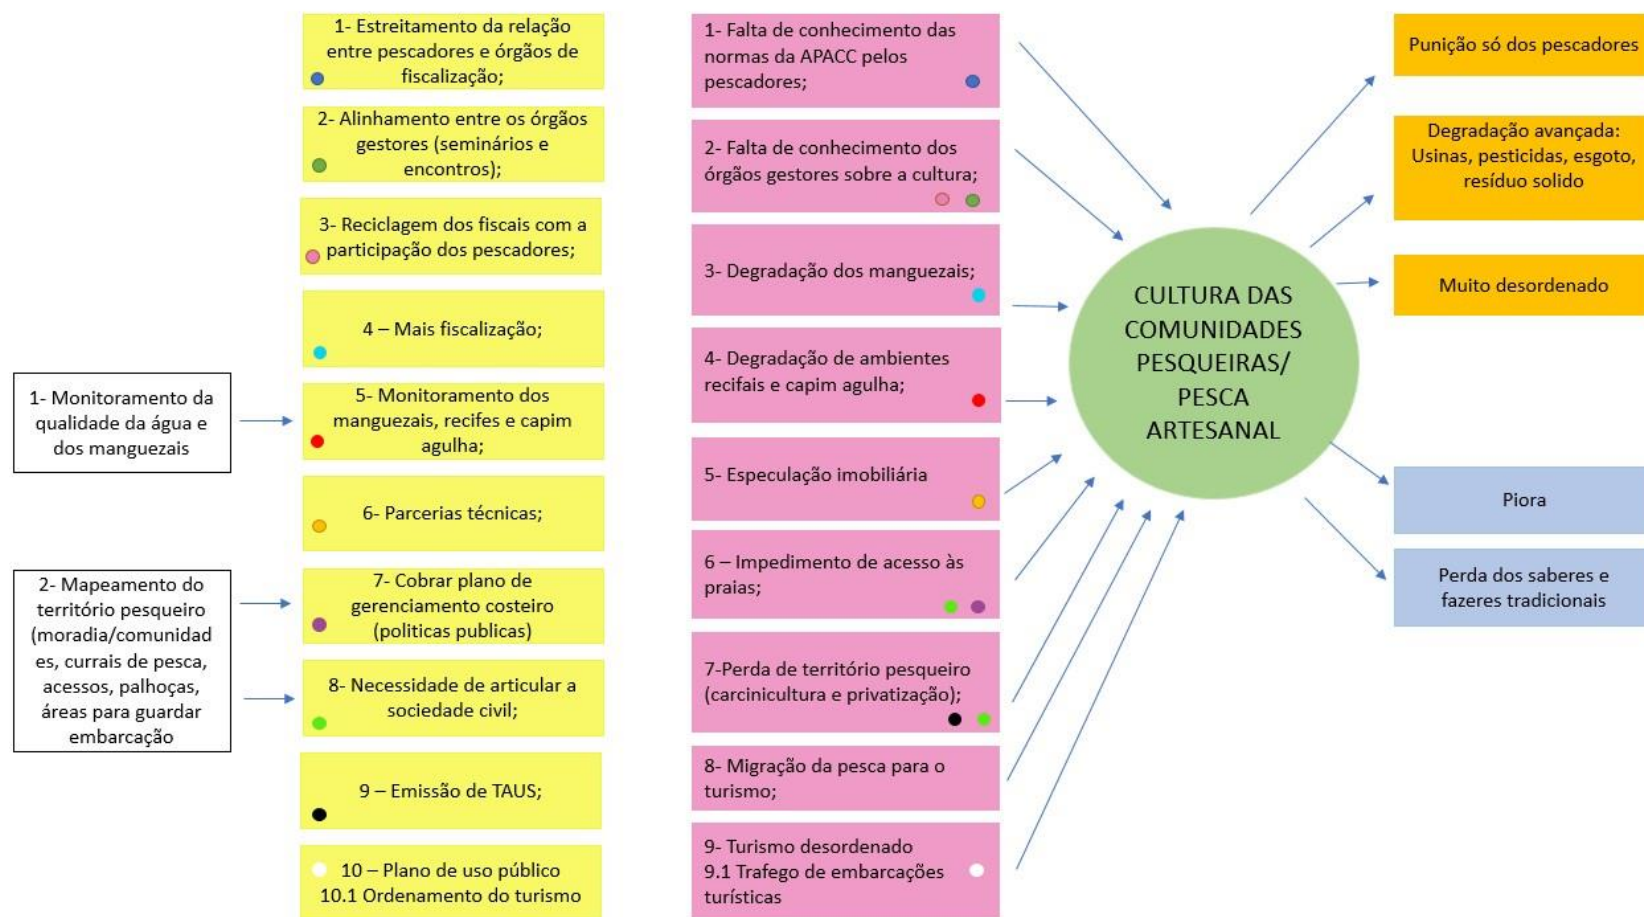 1- Monitoramento da
qualidade da água e
dos manguezais
2- Mapeamento do
território pesqueiro
(moradia/comunidad
es, currais de pesca,
acessos, palhoças,
áreas para guardar
embarcação
1- Estreitamento da relação
entre pescadores e órgãos de
fiscalização;
2- Alinhamento entre os órgãos
gestores (seminários e
encontros);
3- Reciclagem dos fiscais com a
participação dos pescadores;
4 – Mais fiscalização;
5- Monitoramento dos
manguezais, recifes e capim
agulha;
6- Parcerias técnicas;
7- Cobrar plano de
gerenciamento costeiro
(politicas publicas)
8- Necessidade de articular a
sociedade civil;
9 – Emissão de TAUS;
10 – Plano de uso público
10.1 Ordenamento do turismo
1- Falta de conhecimento das
normas da APACC pelos
pescadores;
2- Falta de conhecimento dos
órgãos gestores sobre a cultura;
3- Degradação dos manguezais;
4- Degradação de ambientes
recifais e capim agulha;
5- Especulação imobiliária
6 – Impedimento de acesso às
praias;
7-Perda de território pesqueiro
(carcinicultura e privatização);
8- Migração da pesca para o
turismo;
9- Turismo desordenado
9.1 Trafego de embarcações
turísticas
CULTURA DAS
COMUNIDADES
PESQUEIRAS/
PESCA
ARTESANAL
Punição só dos pescadores
Degradação avançada:
Usinas, pesticidas, esgoto,
resíduo solido
Muito desordenado
Piora
Perda dos saberes e
fazeres tradicionais